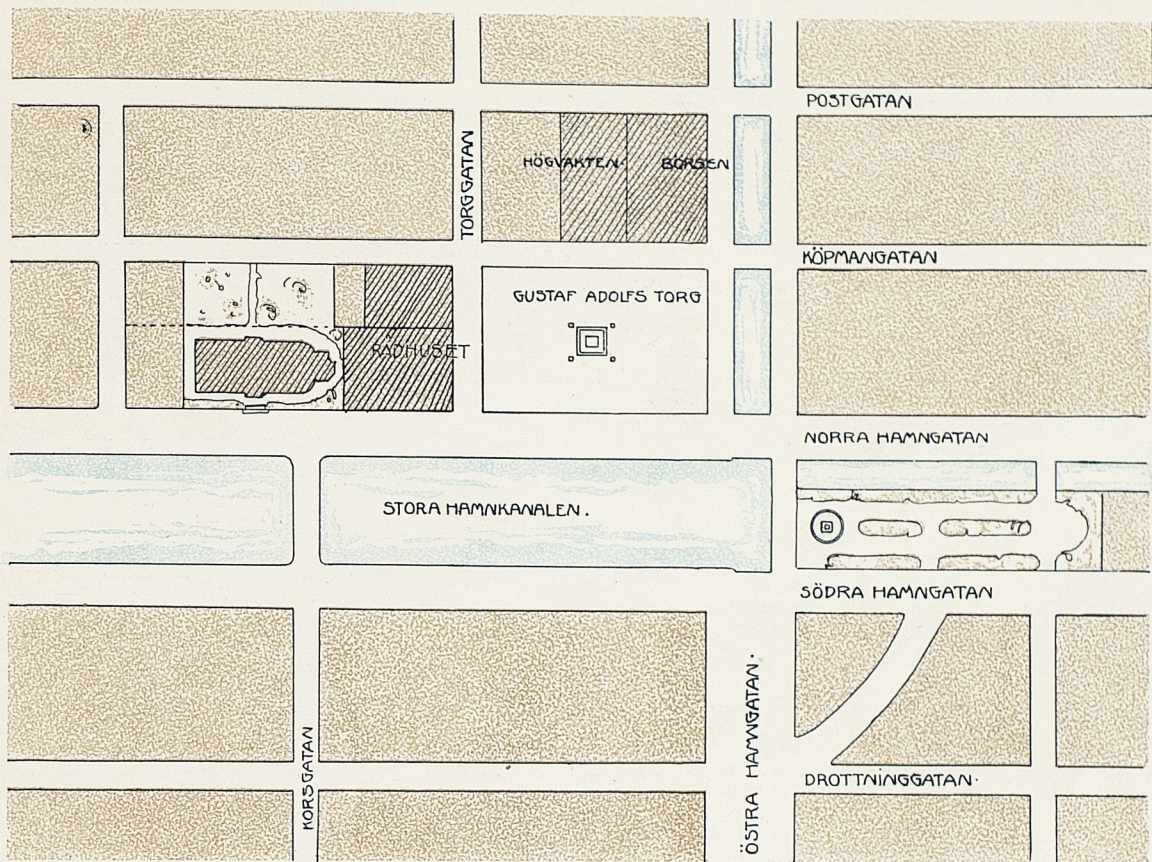 POSTGATAN
TORGGATAN
HÖGVAKTEN.
BÖRSEN
KÖPMANGATAN
GUSTAF ADOLFS TORG
RÅDHUSET
NORRA HAMNGATAN
STORA HAMNKANALEN.
SÖDRA HAMNGATAN
KORSGATAN
ÖSTRA HAMNGATAN.
DROTTNINGGATAN.